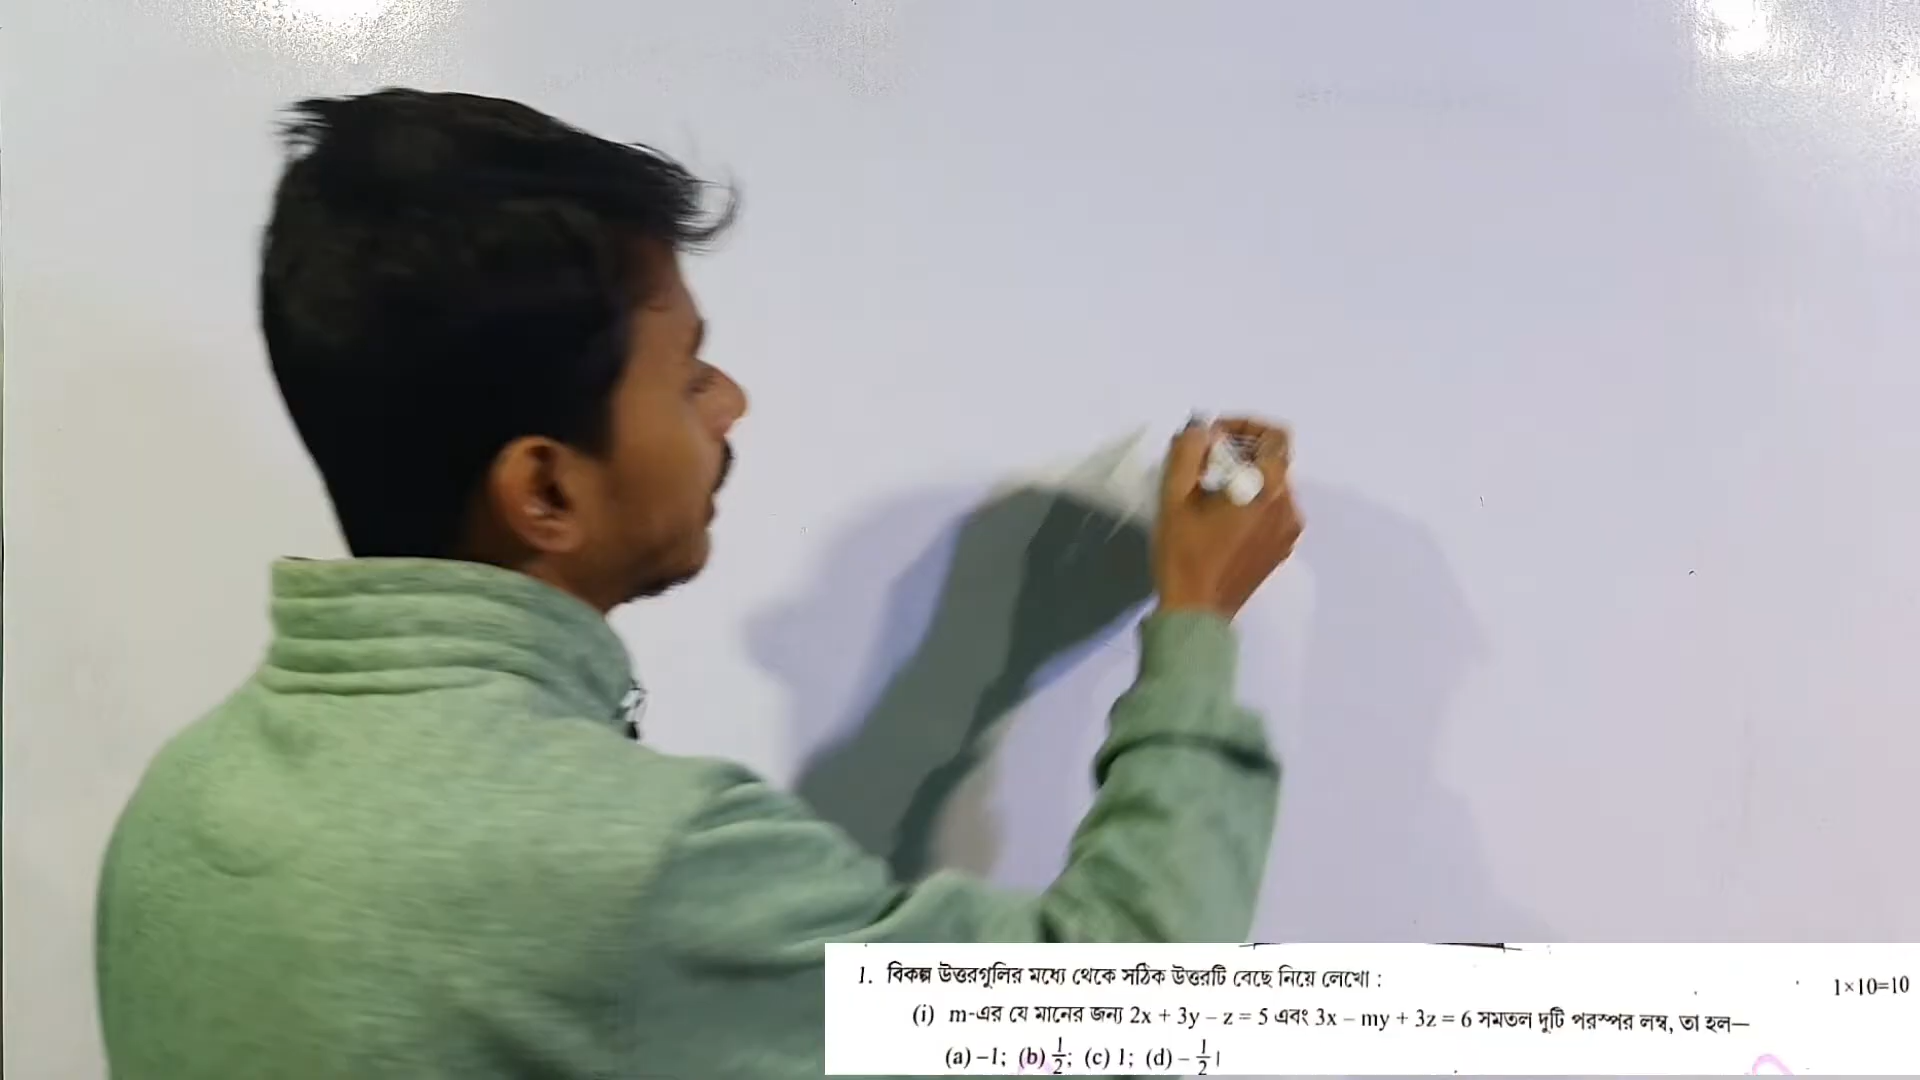 1. বিকল্প উত্তরগুলির মধ্যে থেকে সঠিক উত্তরটি বেছে নিয়ে লেখো : 1×10=10
(i) m-এর যে মানের জন্য 2x + 3y – z = 5 এবং 3x – my + 3z = 6 সমতল দুটি পরস্পর লম্ব, তা হল—
(a) –1; (b) 1/2; (c) 1; (d) – 1/2।